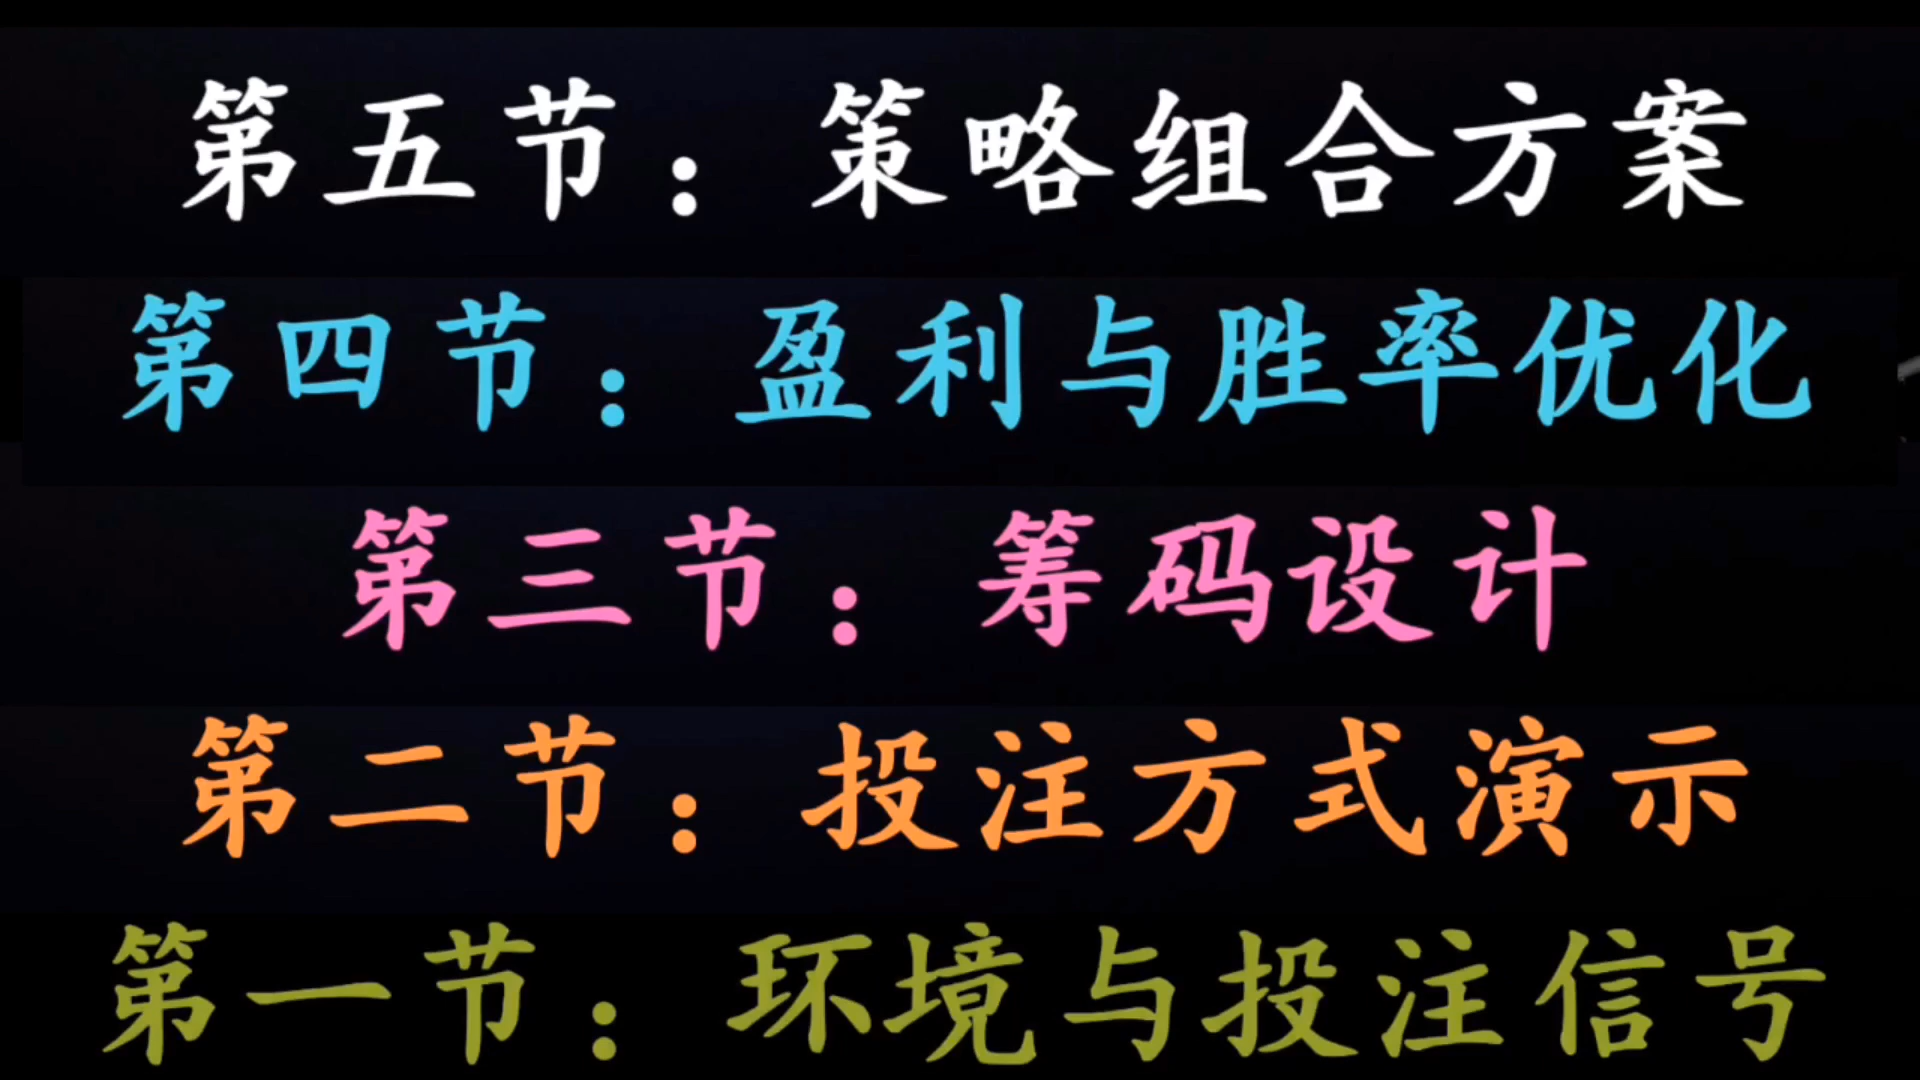 第五节：策略组合方案
第四节：盈利与胜率优化
第三节：筹码设计
第二节：投注方式演示
第一节：环境与投注信号